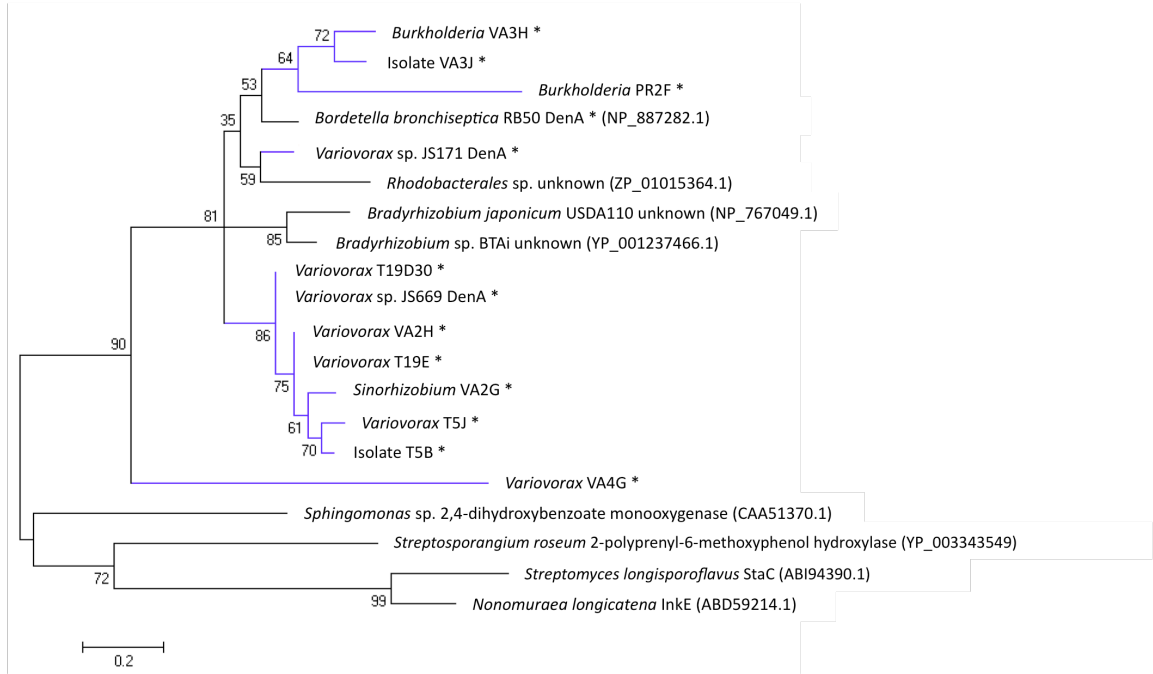 72
Burkholderia VA3H *
64
Isolate VA3J *
53
Burkholderia PR2F *
35
Bordetella bronchiseptica RB50 DenA * (NP_887282.1)
Variovorax sp. JS171 DenA *
59
Rhodobacterales sp. unknown (ZP_01015364.1)
81
Bradyrhizobium japonicum USDA110 unknown (NP_767049.1)
85
Bradyrhizobium sp. BTAi unknown (YP_001237466.1)
Variovorax T19D30 *
Variovorax sp. JS669 DenA *
86
Variovorax VA2H *
90
Variovorax T19E *
75
Sinorhizobium VA2G *
61
Variovorax T5J *
70
Isolate T5B *
Variovorax VA4G *
Sphingomonas sp. 2,4-dihydroxybenzoate monooxygenase (CAA51370.1)
Streptosporangium roseum 2-polyprenyl-6-methoxyphenol hydroxylase (YP_003343549)
72
Streptomyces longisporoflavus StaC (ABI94390.1)
99
Nonomuraea longicatena InkE (ABD59214.1)
0.2